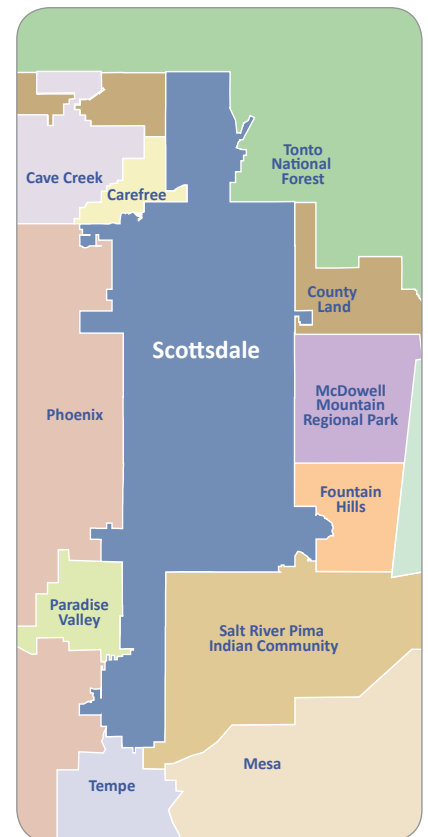 Tonto
National
Forest
Cave Creek
Carefree
County
Land
Scottsdale
McDowell
Mountain
Regional Park
Phoenix
Fountain
Hills
Paradise
Valley
Salt River Pima
Indian Community
Mesa
Tempe